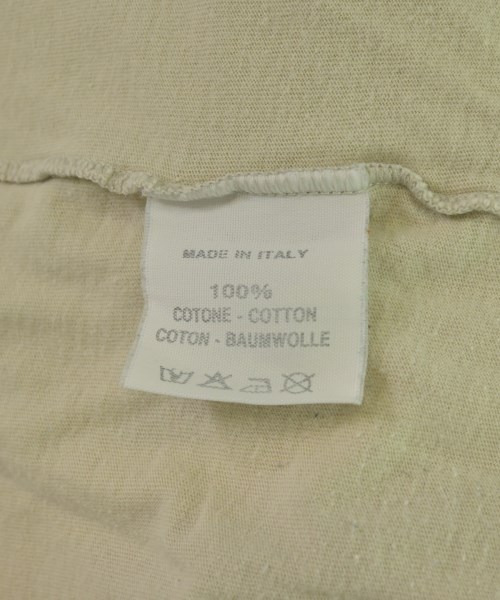 MADE IN ITALY
100%
COTONE - COTTON
COTON - BAUMWOLLE